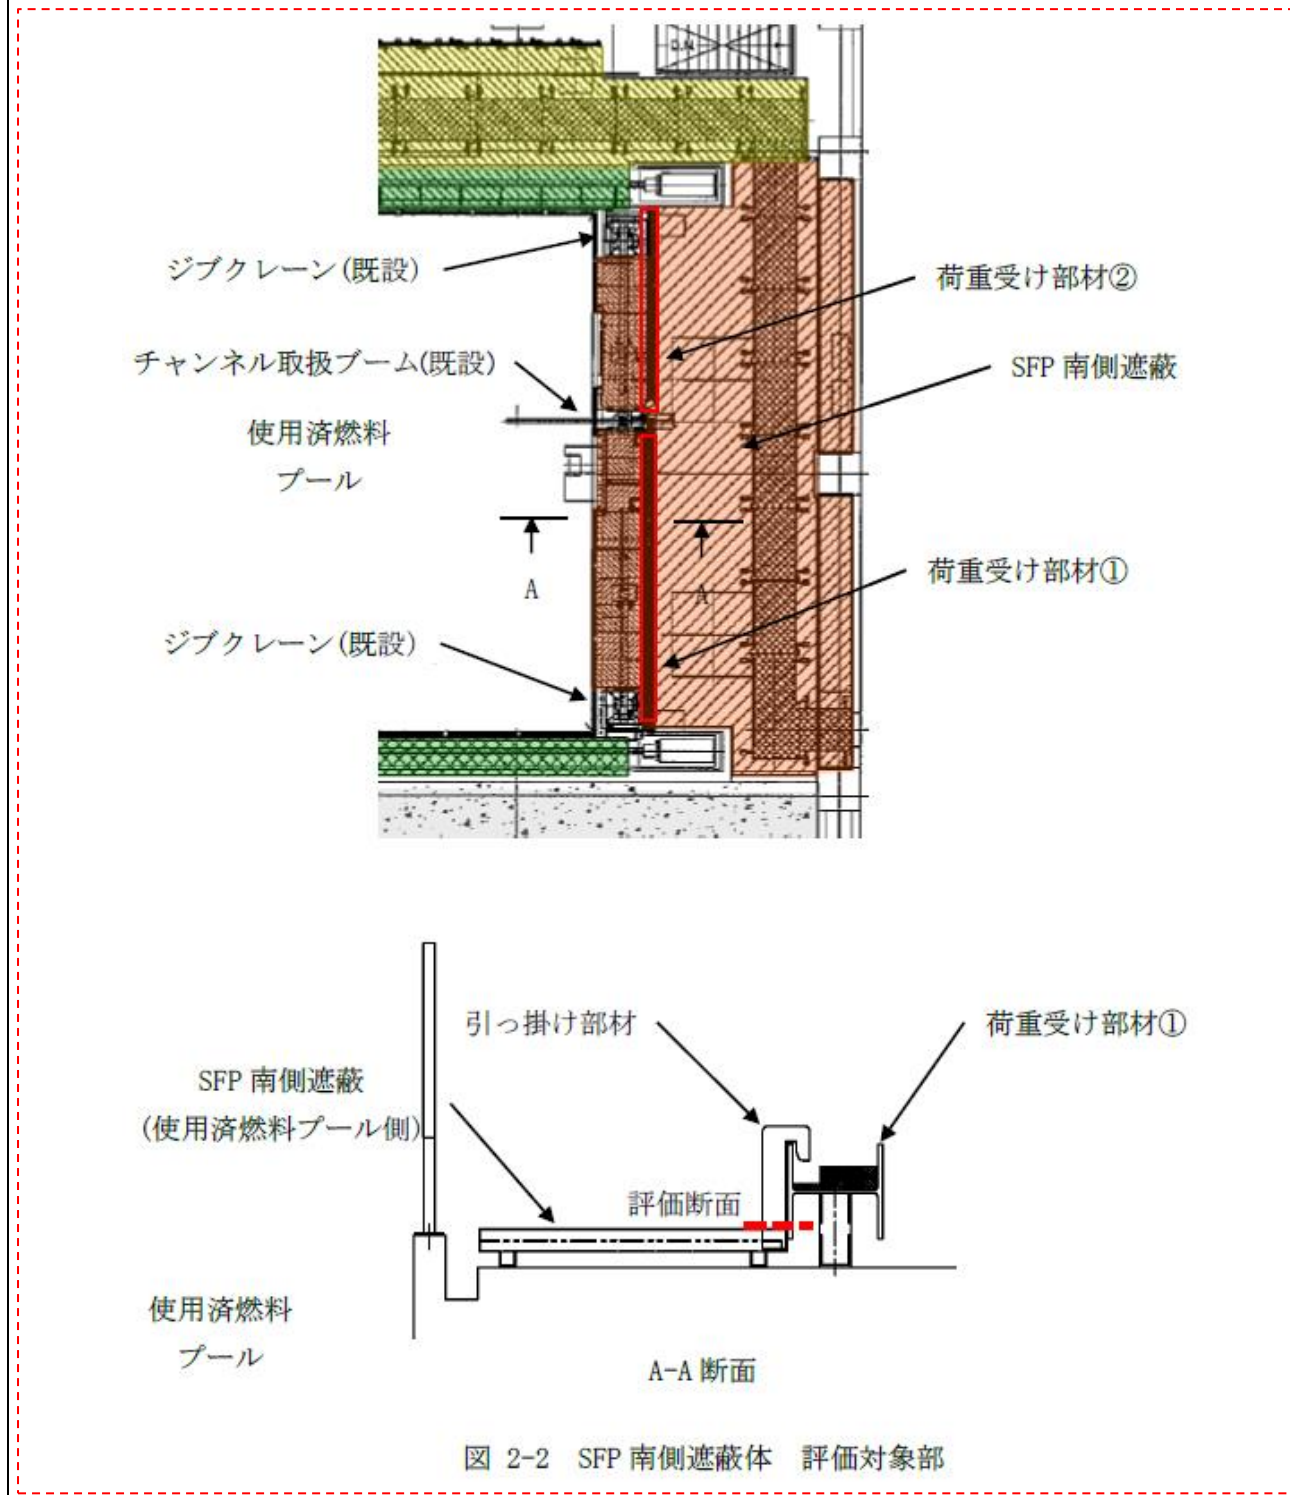 D.N.
ジブクレーン(既設)
荷重受け部材②
チャンネル取扱ブーム(既設)
SFP 南側遮蔽
使用済燃料
プール
荷重受け部材①
A
A
ジブクレーン(既設)
引っ掛け部材
荷重受け部材①
SFP 南側遮蔽
(使用済燃料プール側)
評価断面
使用済燃料
プール
A-A 断面
図 2-2 SFP 南側遮蔽体 評価対象部